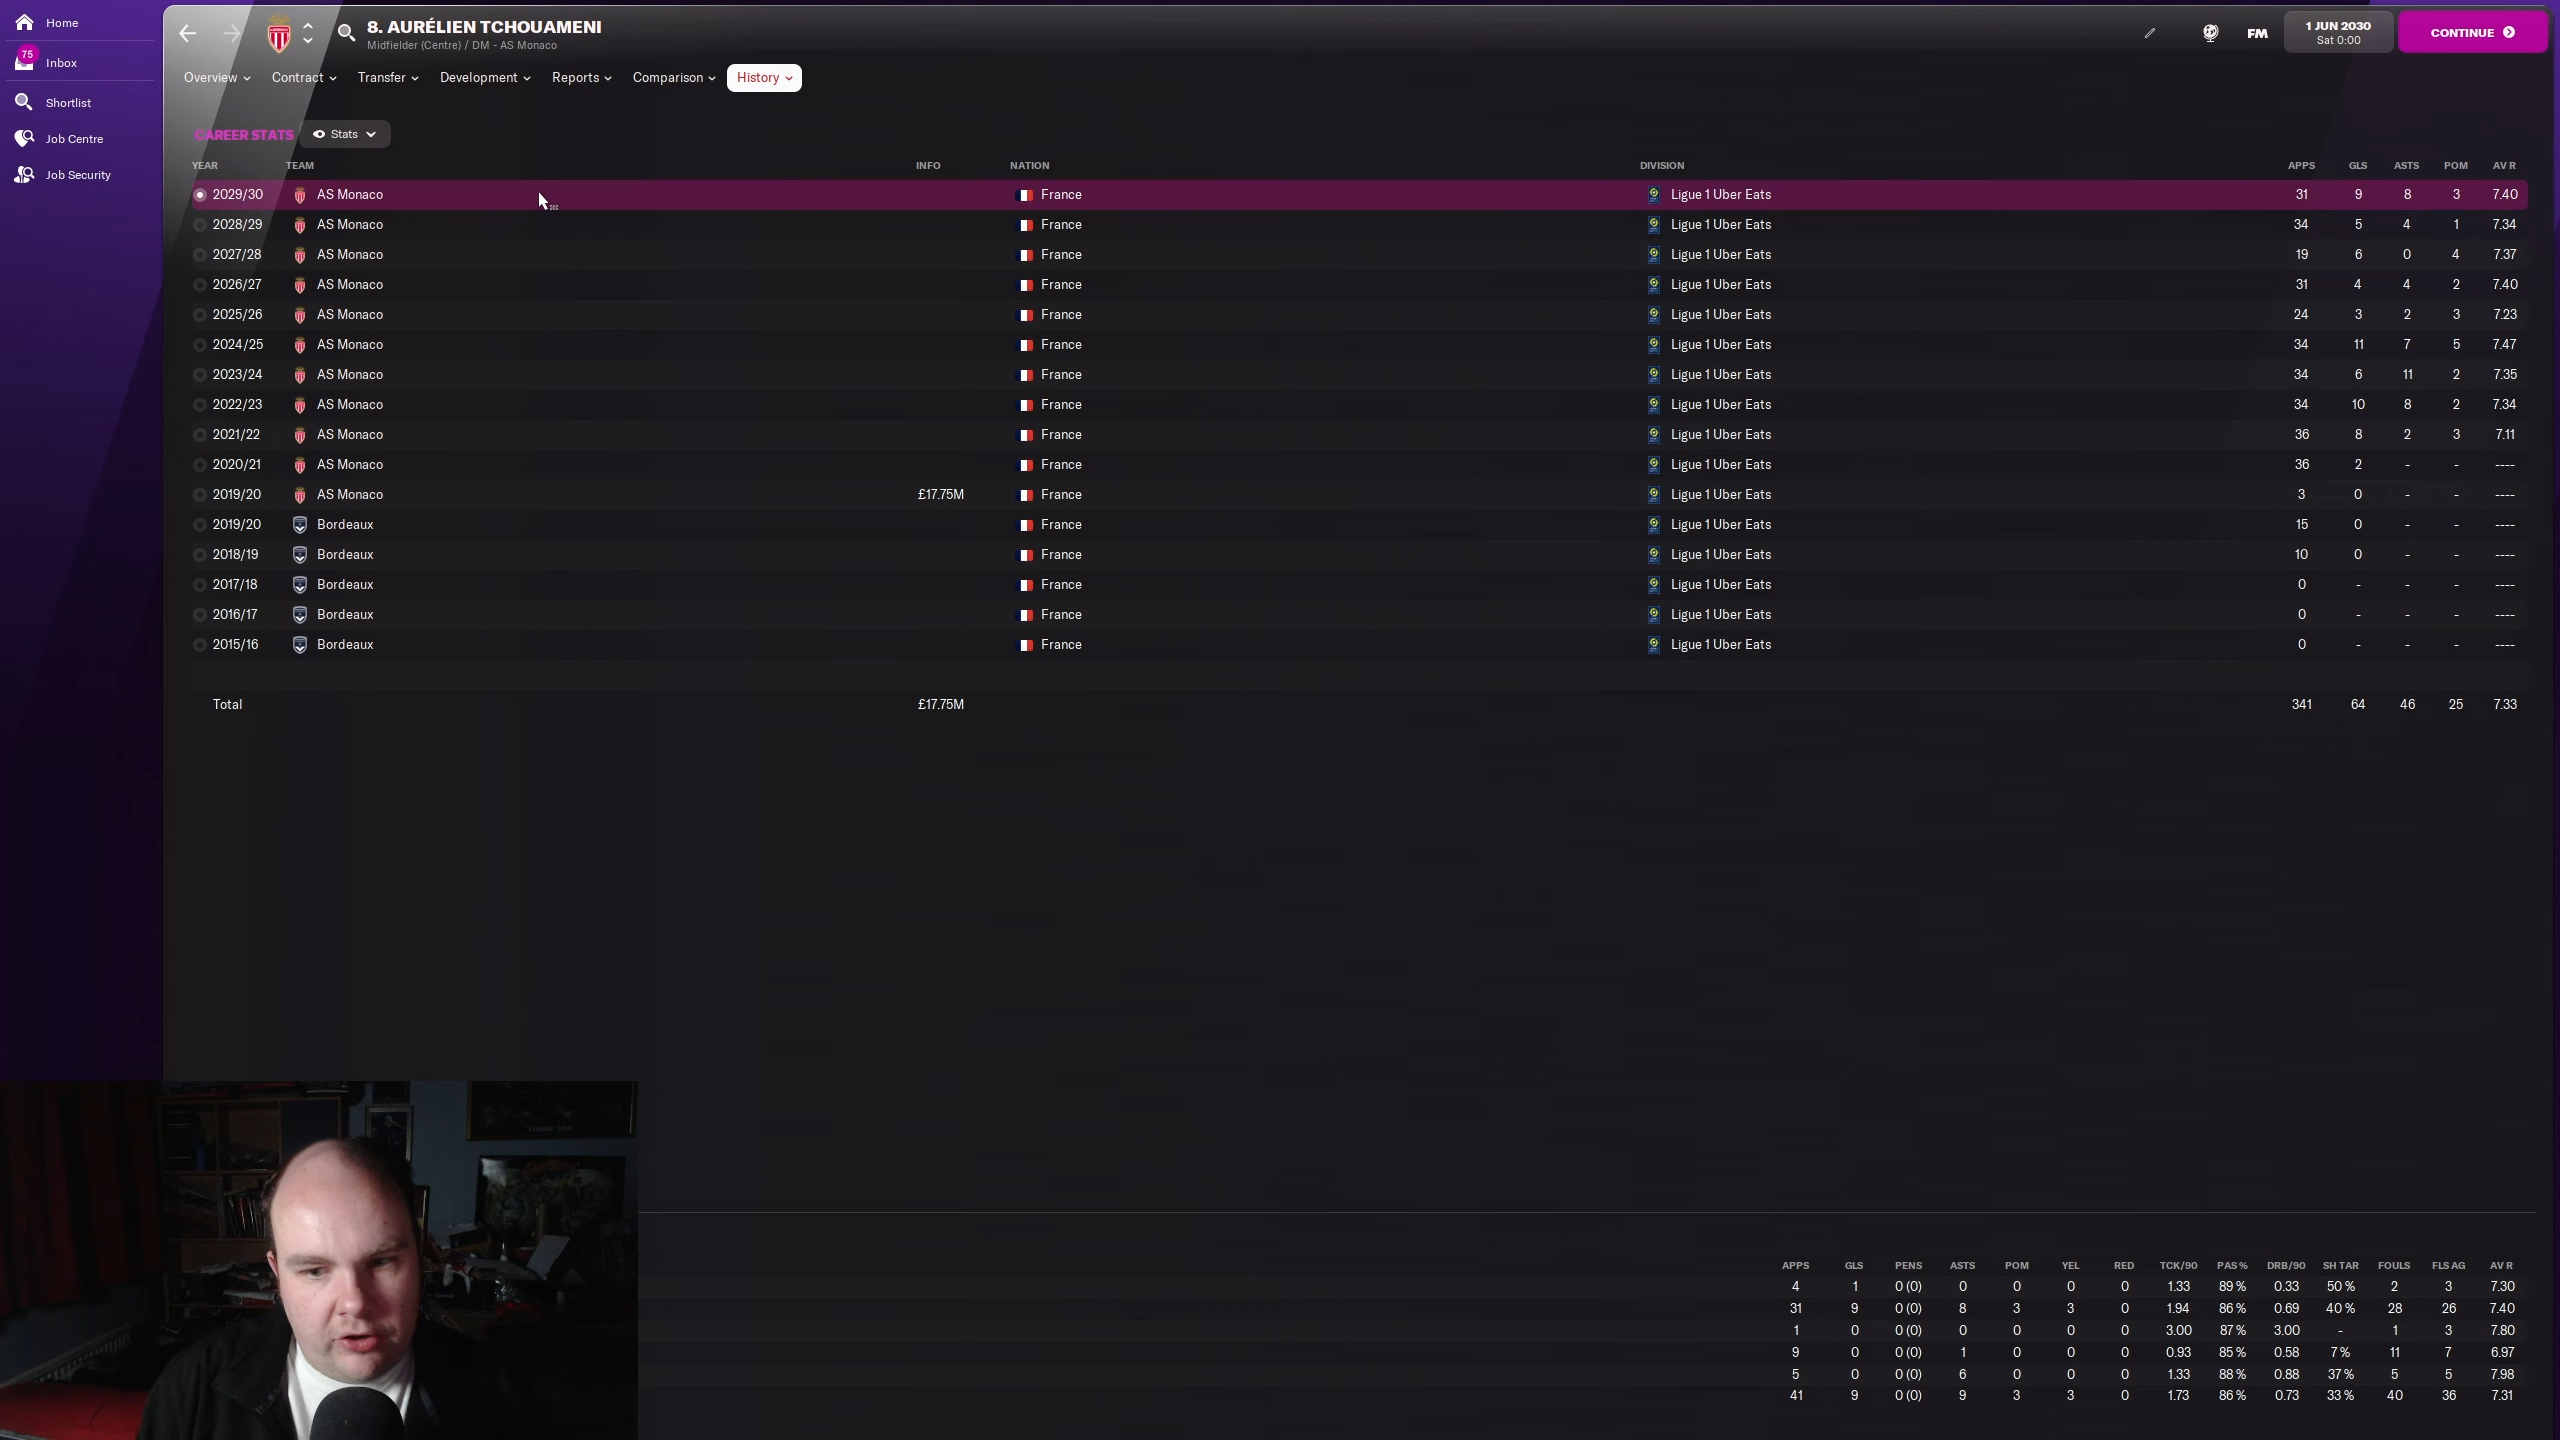 Home
Inbox
75
Shortlist
Job Centre
Job Security
8. AURÉLIEN TCHOUAMENI
Midfielder (Centre) / DM - AS Monaco
FM
1 JUN 2030
Sat 0:00
CONTINUE
Overview Contract Transfer Development Reports Comparison History
CAREER STATS Stats
YEAR TEAM INFO NATION DIVISION APPS GLS ASTS POM AV R
2029/30 AS Monaco France Ligue 1 Uber Eats 31 9 8 3 7.40
2028/29 AS Monaco France Ligue 1 Uber Eats 34 5 4 1 7.34
2027/28 AS Monaco France Ligue 1 Uber Eats 19 6 0 4 7.37
2026/27 AS Monaco France Ligue 1 Uber Eats 31 4 4 2 7.40
2025/26 AS Monaco France Ligue 1 Uber Eats 24 3 2 3 7.23
2024/25 AS Monaco France Ligue 1 Uber Eats 34 11 7 5 7.47
2023/24 AS Monaco France Ligue 1 Uber Eats 34 6 11 2 7.35
2022/23 AS Monaco France Ligue 1 Uber Eats 34 10 8 2 7.34
2021/22 AS Monaco France Ligue 1 Uber Eats 36 8 2 3 7.11
2020/21 AS Monaco France Ligue 1 Uber Eats 36 2 - - ----
2019/20 AS Monaco £17.75M France Ligue 1 Uber Eats 3 0 - - ----
2019/20 Bordeaux France Ligue 1 Uber Eats 15 0 - - ----
2018/19 Bordeaux France Ligue 1 Uber Eats 10 0 - - ----
2017/18 Bordeaux France Ligue 1 Uber Eats 0 - - - ----
2016/17 Bordeaux France Ligue 1 Uber Eats 0 - - - ----
2015/16 Bordeaux France Ligue 1 Uber Eats 0 - - - ----
Total £17.75M 341 64 46 25 7.33
APPS GLS PENS ASTS POM YEL RED TCK/90 PAS % DRB/90 SH TAR FOULS FLS AG AV R
4 1 0 (0) 0 0 0 0 1.33 89 % 0.33 50 % 2 3 7.30
31 9 0 (0) 8 3 3 0 1.94 86 % 0.69 40 % 28 26 7.40
1 0 0 (0) 0 0 0 0 3.00 87 % 3.00 - 1 3 7.80
9 0 0 (0) 1 0 0 0 0.93 85 % 0.58 7 % 11 7 6.97
5 0 0 (0) 6 0 0 0 1.33 88 % 0.88 37 % 5 5 7.98
41 9 0 (0) 9 3 3 0 1.73 86 % 0.73 33 % 40 36 7.31